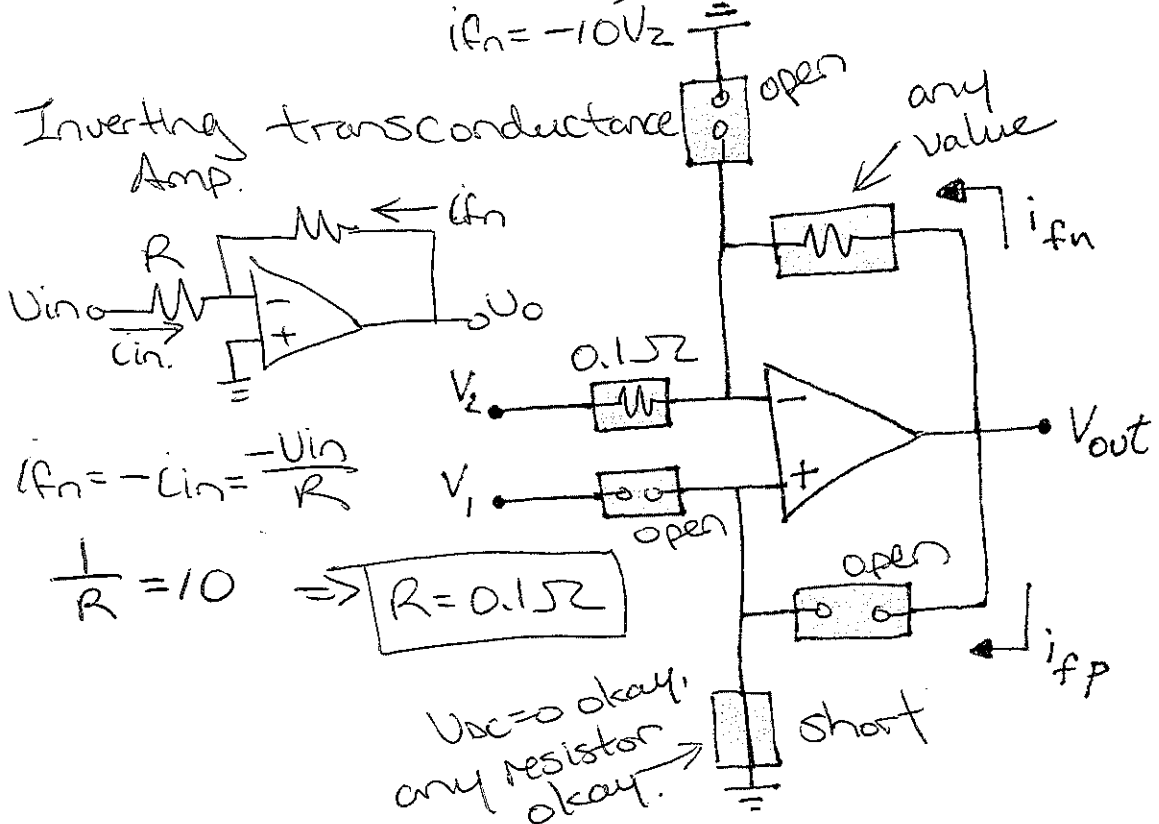 ifn = -10V2
open
any
value
Inverting transconductance
Amp.
ifn
R
Vin
iin.
-
+
Vo
ifn
0.1Ω
V2
-
+
Vout
V1
open
open
ifn = -iin = -Vin/R
1/R = 10 ⇒ R = 0.1Ω
ifp
VDC=0 okay.
any resistor
okay.
short